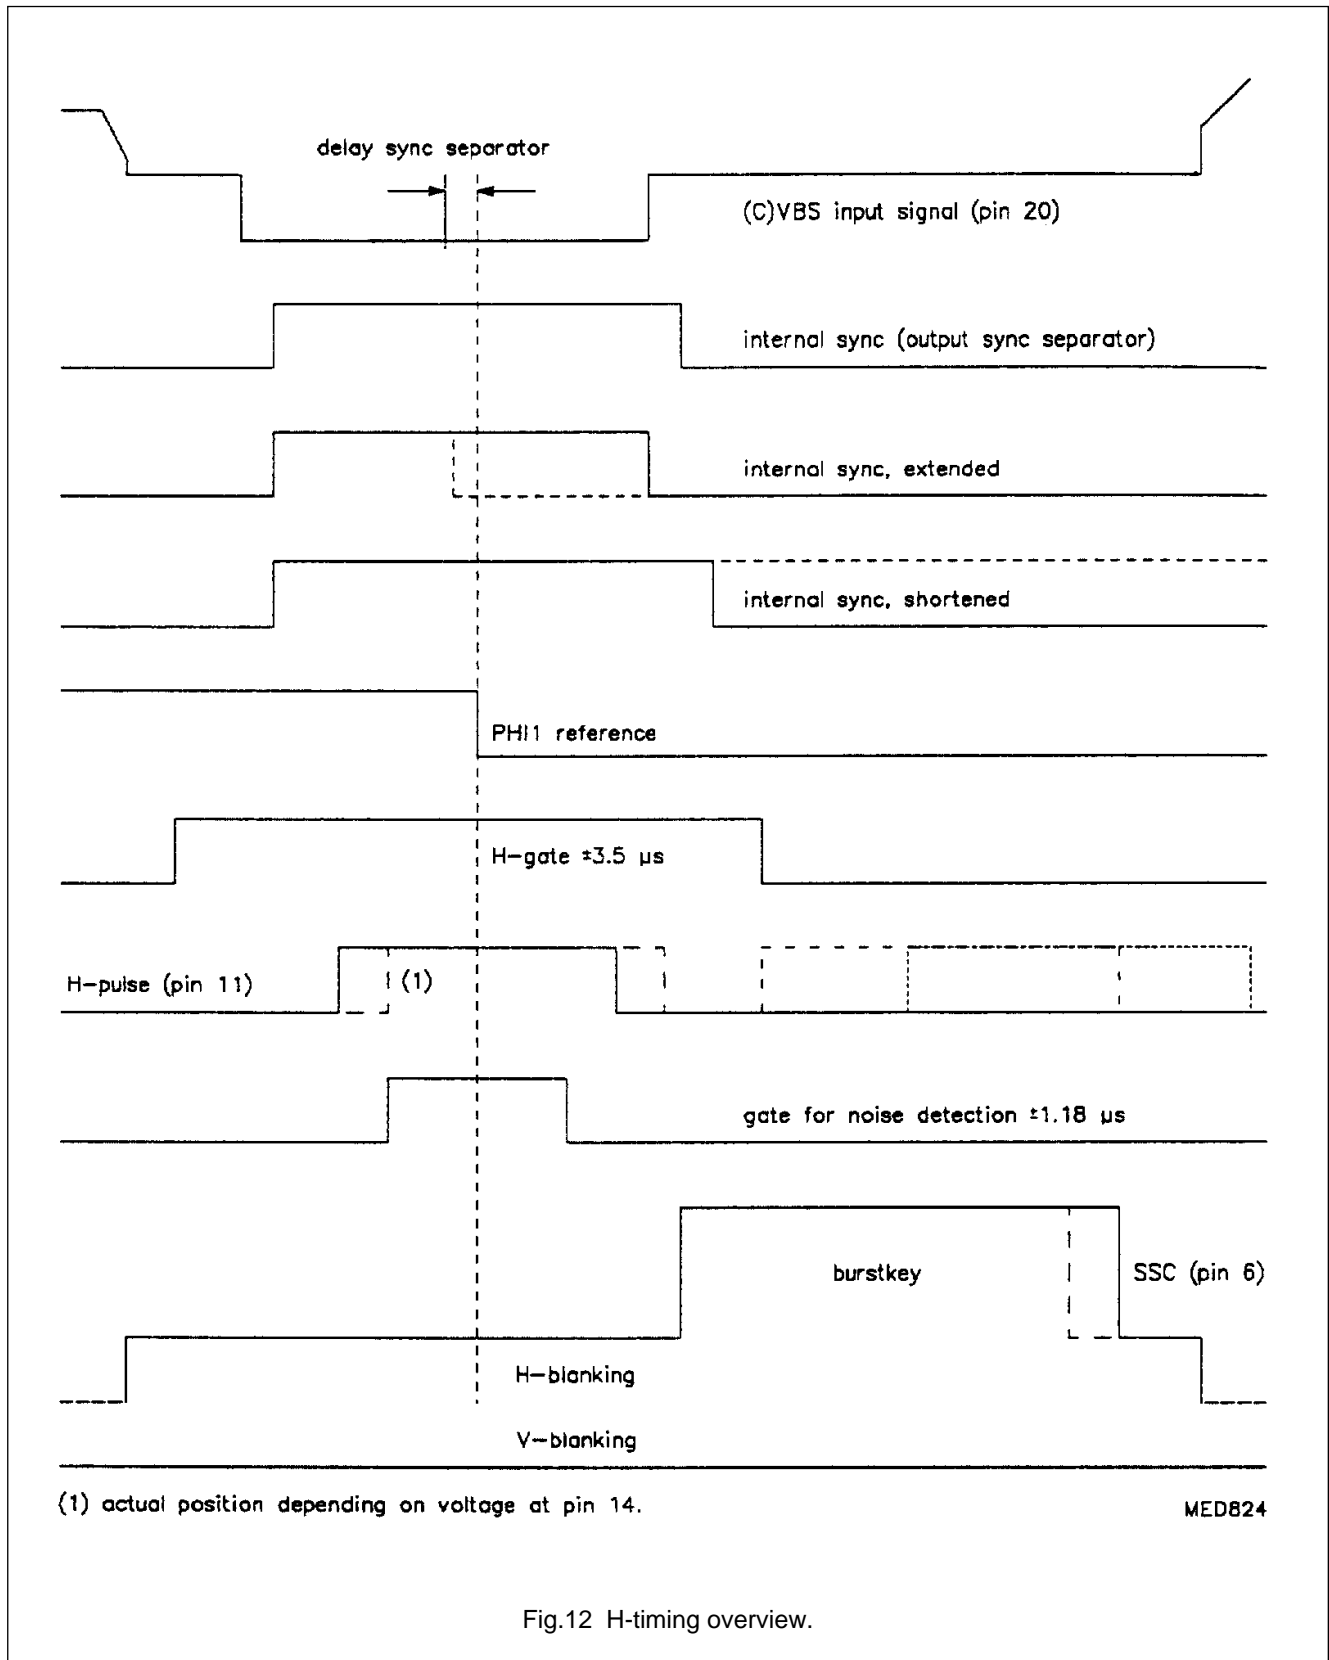 delay sync separator
(C)VBS input signal (pin 20)
internal sync (output sync separator)
internal sync, extended
internal sync, shortened
PHI1 reference
H-gate ±3.5 µs
H-pulse (pin 11)
(1)
gate for noise detection ±1.18 µs
burstkey
SSC (pin 6)
H-blanking
V-blanking
(1) actual position depending on voltage at pin 14.
MED824
Fig.12 H-timing overview.